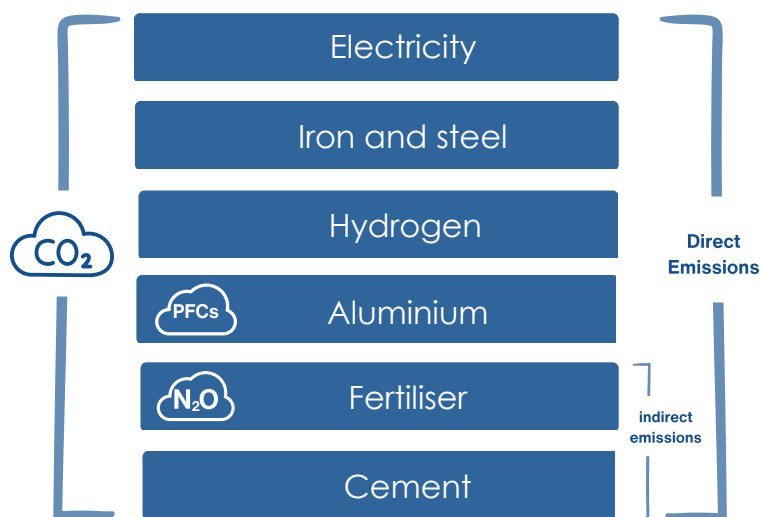 Electricity
Iron and steel
Hydrogen
CO₂
Direct
Emissions
PFCs
Aluminium
N₂O
Fertiliser
indirect
emissions
Cement